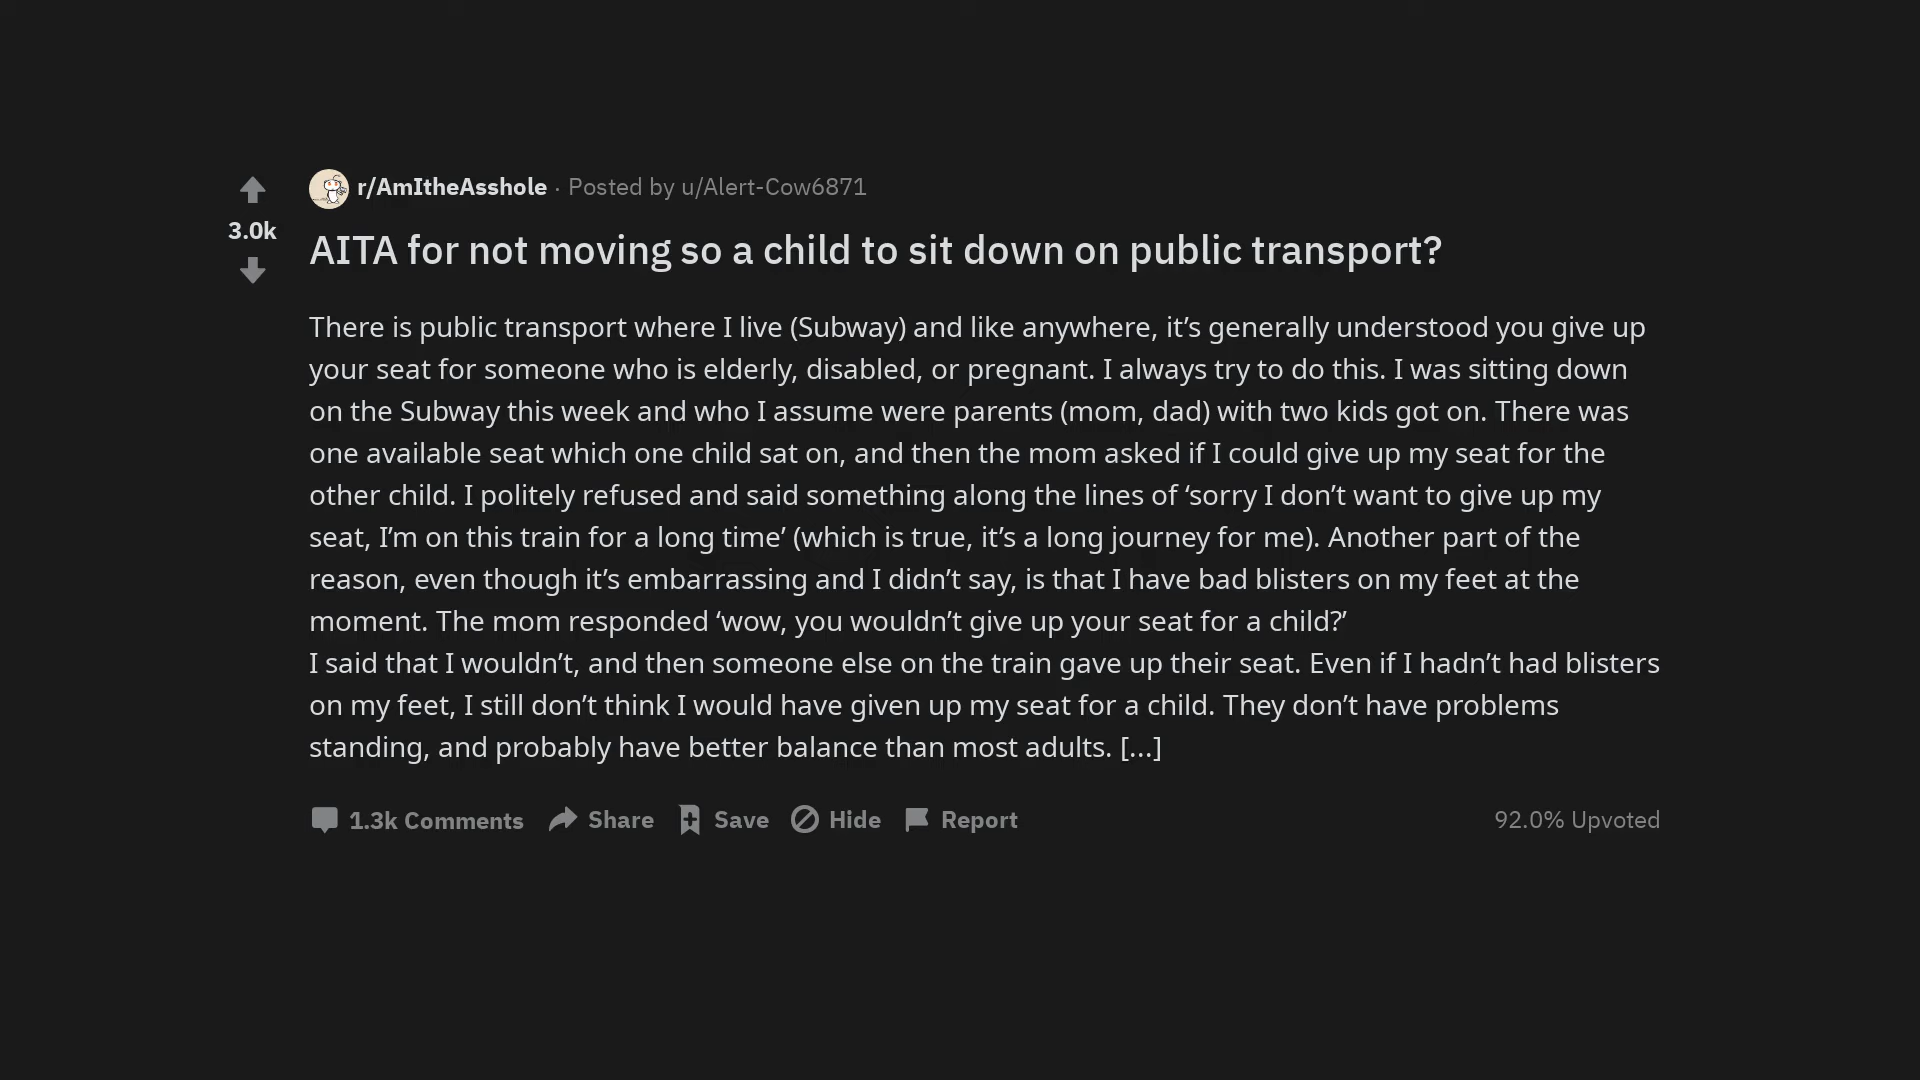 r/AmItheAsshole · Posted by u/Alert-Cow6871
3.0k
AITA for not moving so a child to sit down on public transport?
There is public transport where I live (Subway) and like anywhere, it’s generally understood you give up
your seat for someone who is elderly, disabled, or pregnant. I always try to do this. I was sitting down
on the Subway this week and who I assume were parents (mom, dad) with two kids got on. There was
one available seat which one child sat on, and then the mom asked if I could give up my seat for the
other child. I politely refused and said something along the lines of ‘sorry I don’t want to give up my
seat, I’m on this train for a long time’ (which is true, it’s a long journey for me). Another part of the
reason, even though it’s embarrassing and I didn’t say, is that I have bad blisters on my feet at the
moment. The mom responded ‘wow, you wouldn’t give up your seat for a child?’
I said that I wouldn’t, and then someone else on the train gave up their seat. Even if I hadn’t had blisters
on my feet, I still don’t think I would have given up my seat for a child. They don’t have problems
standing, and probably have better balance than most adults. [...]
1.3k Comments Share Save Hide Report 92.0% Upvoted